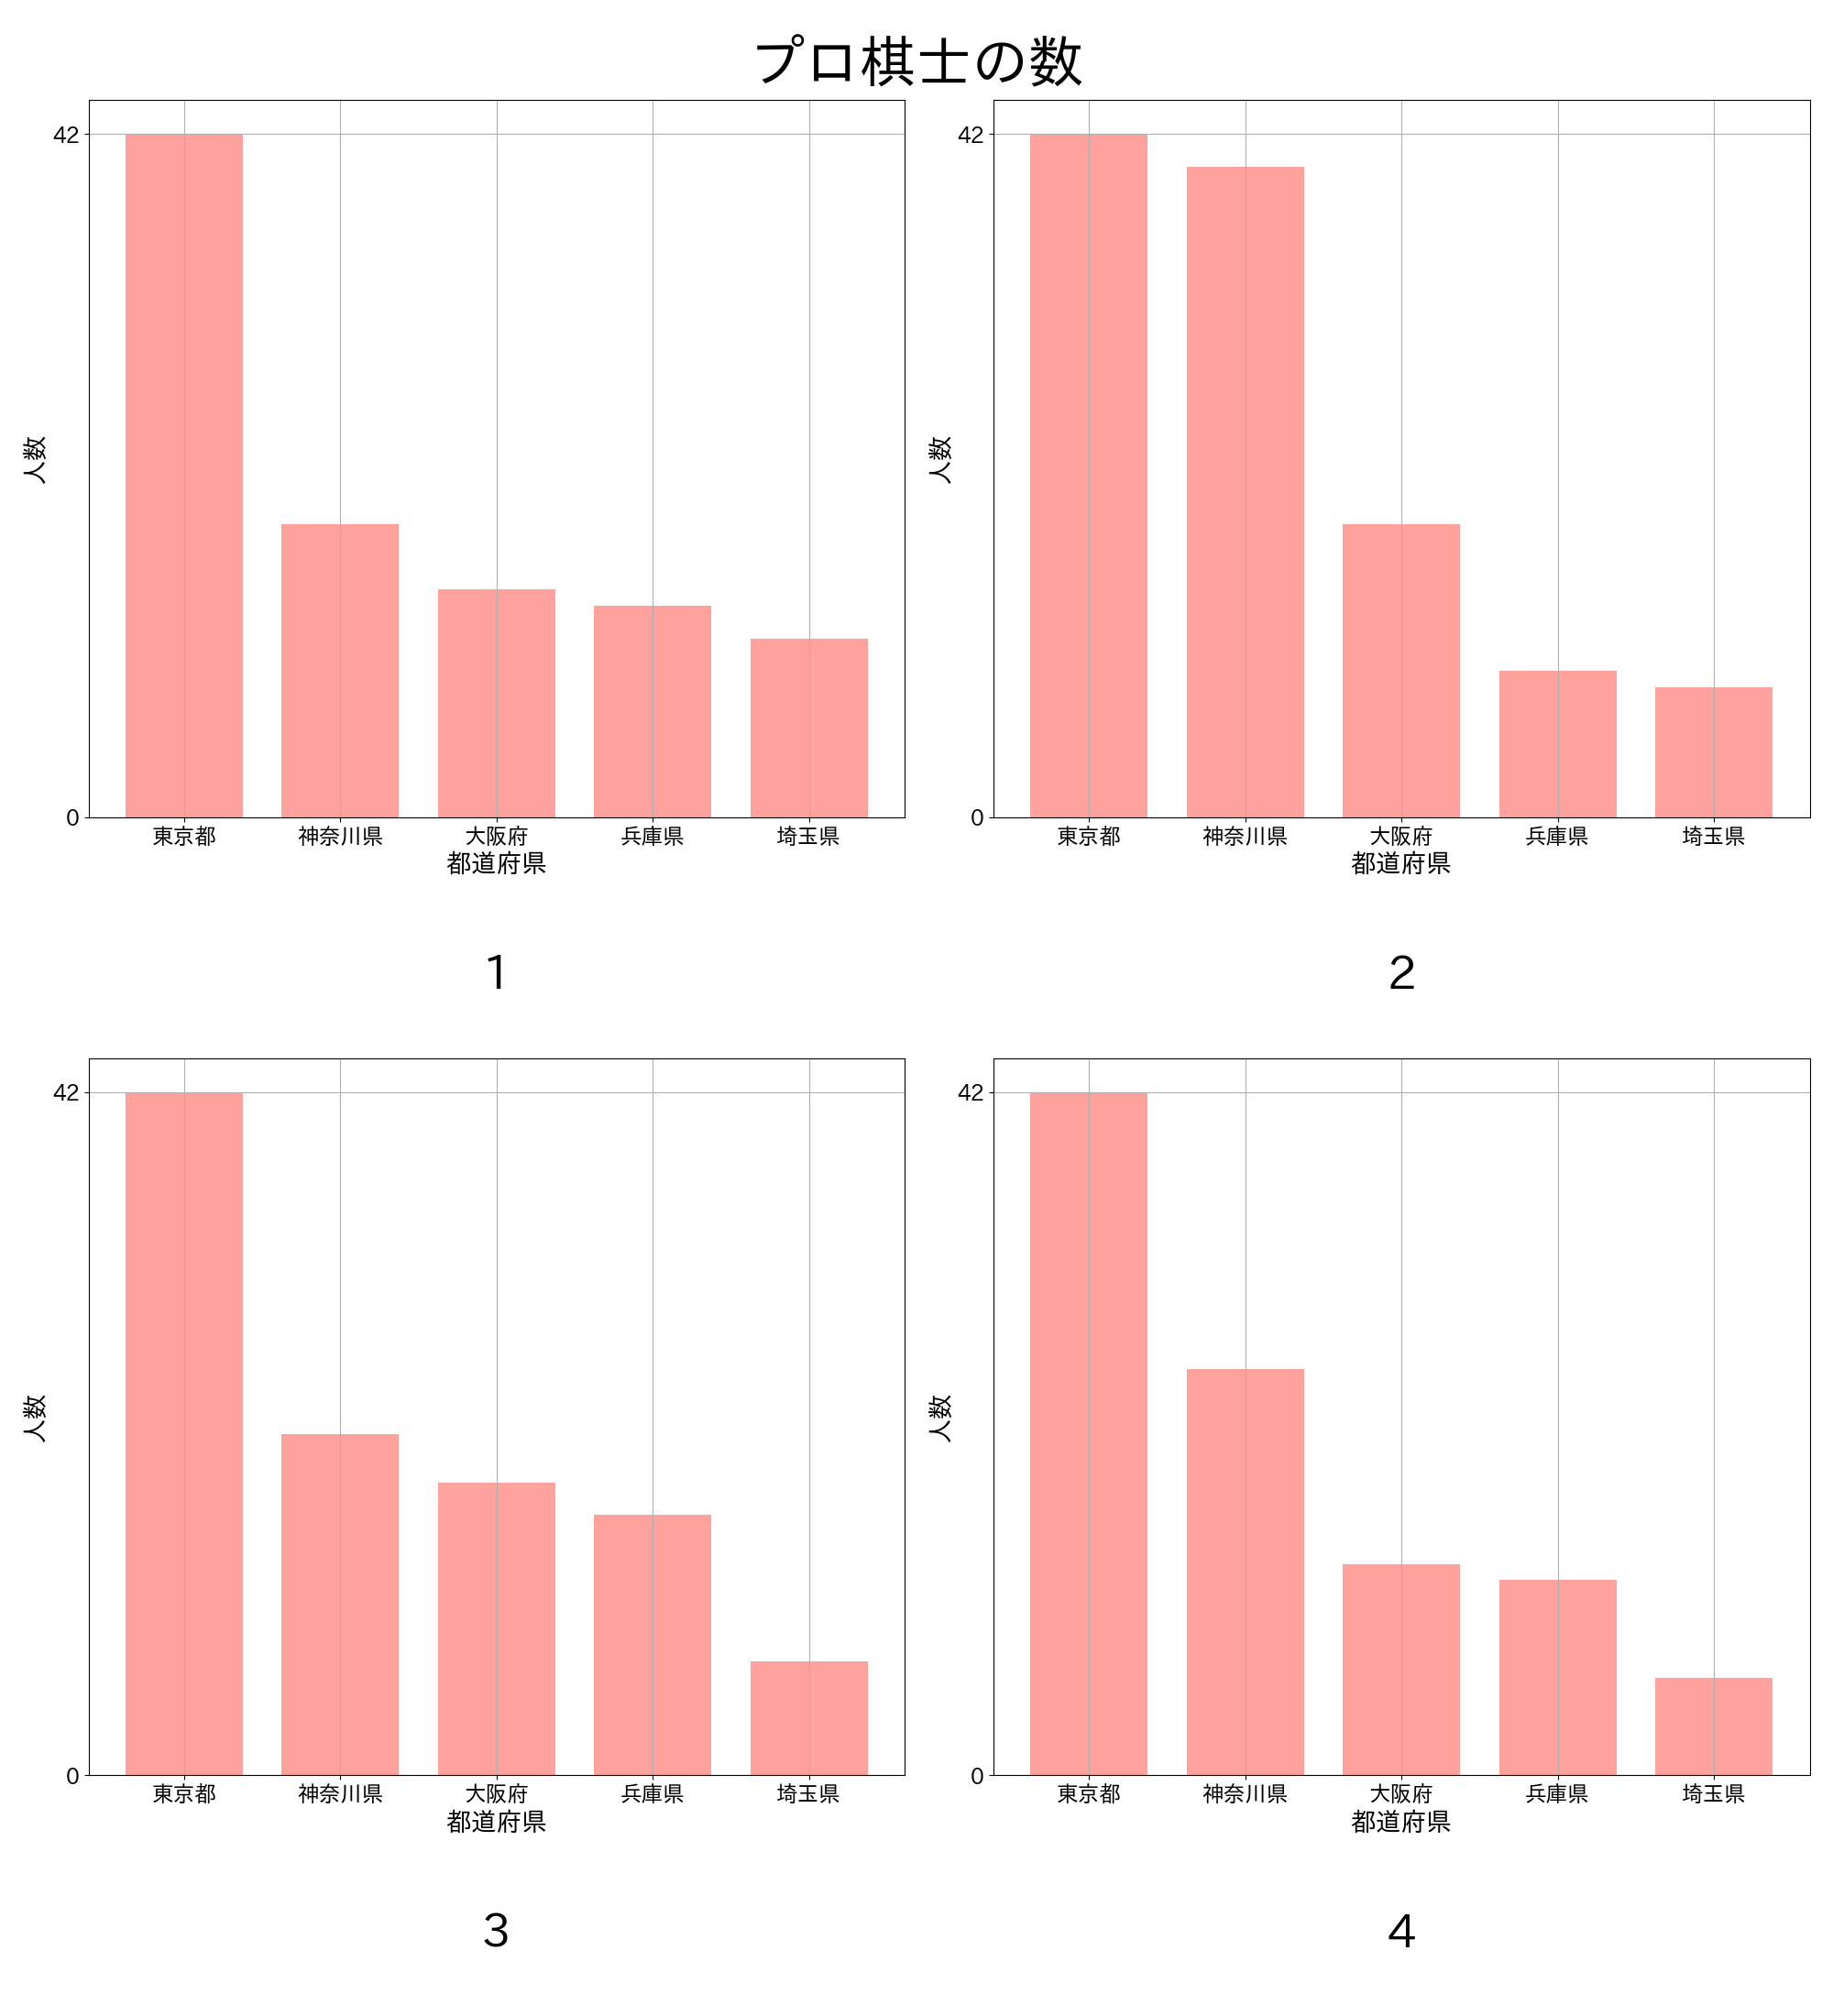 プロ棋士の数
42
0
人数
東京都 神奈川県 大阪府 兵庫県 埼玉県
都道府県
1
42
0
人数
東京都 神奈川県 大阪府 兵庫県 埼玉県
都道府県
2
42
0
人数
東京都 神奈川県 大阪府 兵庫県 埼玉県
都道府県
3
42
0
人数
東京都 神奈川県 大阪府 兵庫県 埼玉県
都道府県
4